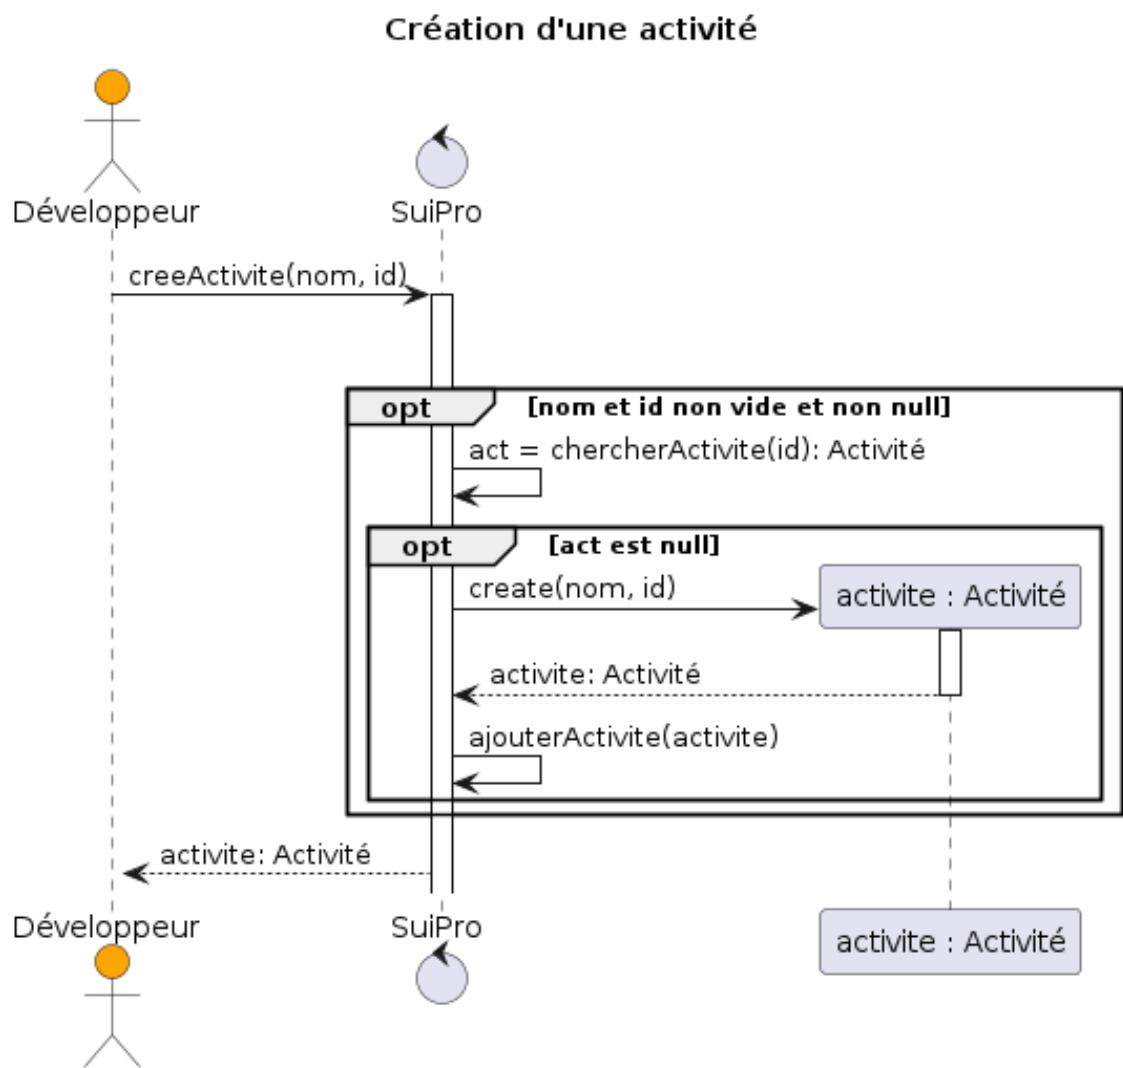 Création d'une activité
Développeur
SuiPro
creeActivite(nom, id)
opt [nom et id non vide et non null]
act = chercherActivite(id): Activité
opt [act est null]
create(nom, id)
activite : Activité
activite: Activité
ajouterActivite(activite)
activite: Activité
Développeur
SuiPro
activite : Activité